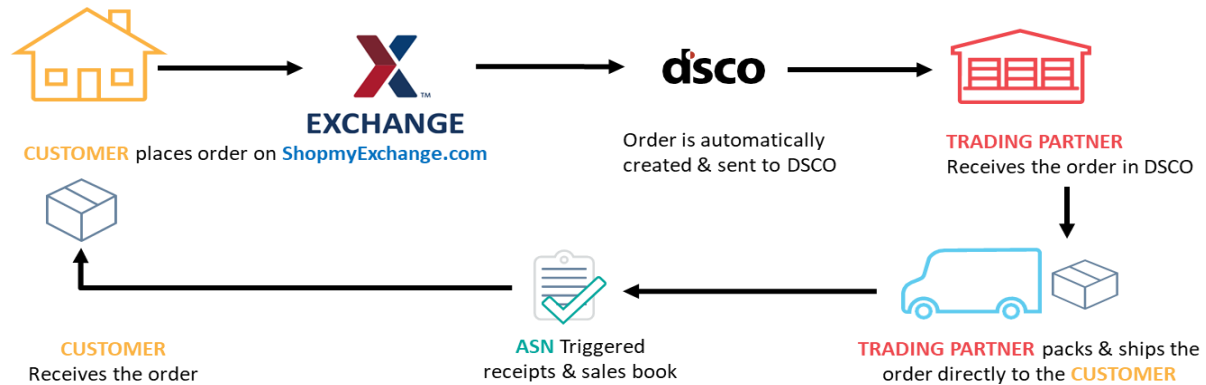 dsco
TM
EXCHANGE
CUSTOMER places order on ShopmyExchange.com
Order is automatically
created & sent to DSCO
TRADING PARTNER
Receives the order in DSCO
CUSTOMER
Receives the order
ASN Triggered
receipts & sales book
TRADING PARTNER packs & ships the
order directly to the CUSTOMER